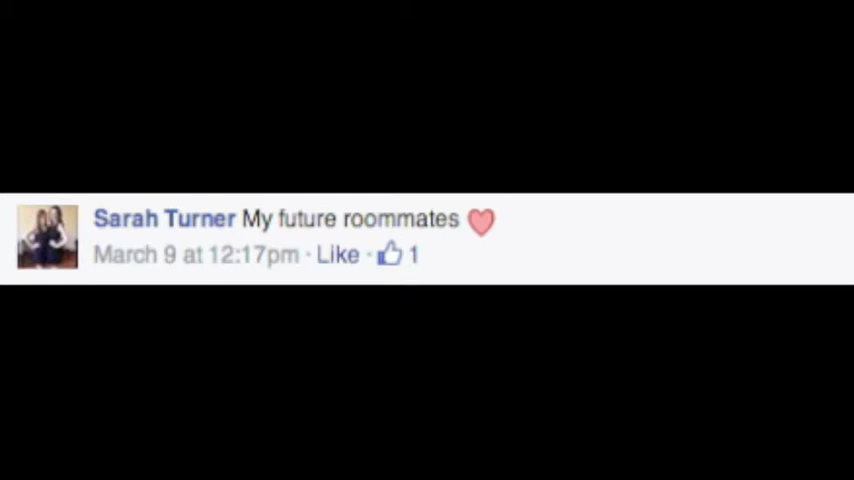 Sarah Turner My future roommates ❤
March 9 at 12:17pm · Like · 1